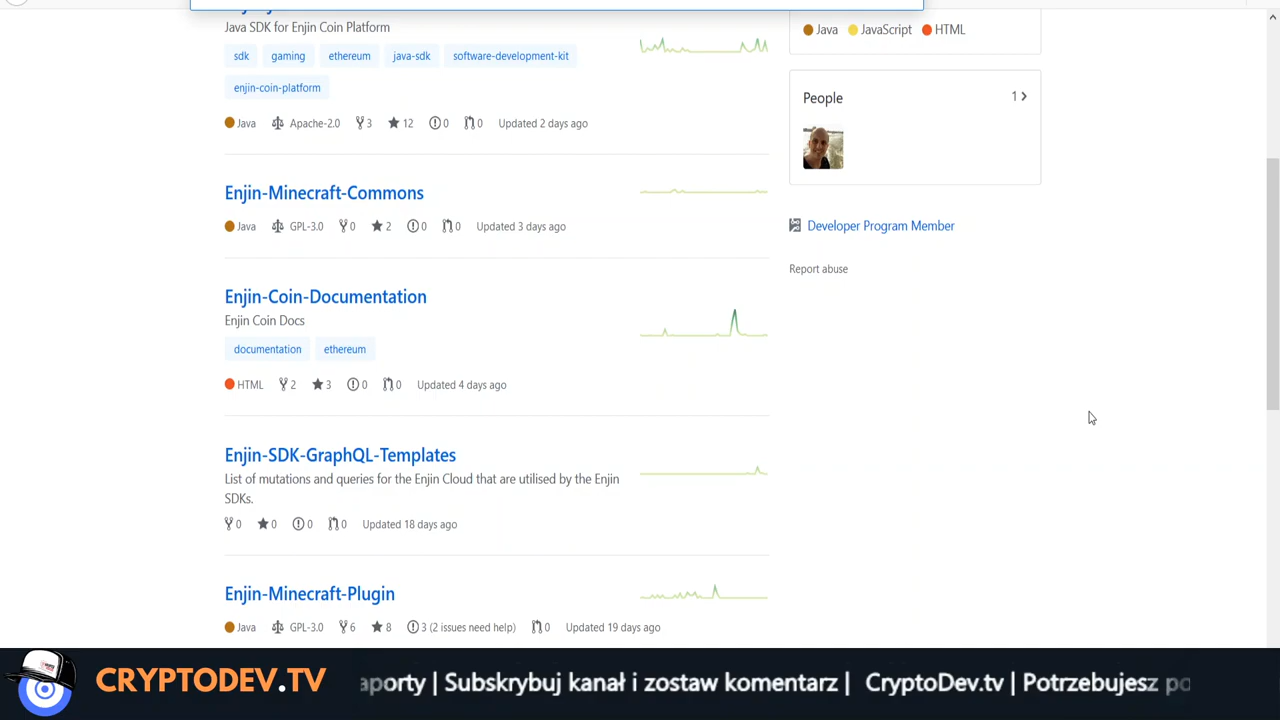 Java SDK for Enjin Coin Platform
sdk gaming ethereum java-sdk software-development-kit
enjin-coin-platform
Java Apache-2.0 3 12 0 0 Updated 2 days ago
Enjin-Minecraft-Commons
Java GPL-3.0 0 2 0 0 Updated 3 days ago
Enjin-Coin-Documentation
Enjin Coin Docs
documentation ethereum
HTML 2 3 0 0 Updated 4 days ago
Enjin-SDK-GraphQL-Templates
List of mutations and queries for the Enjin Cloud that are utilised by the Enjin
SDKs.
0 0 0 0 Updated 18 days ago
Enjin-Minecraft-Plugin
Java GPL-3.0 6 8 3 (2 issues need help) 0 Updated 19 days ago
Java JavaScript HTML
People 1
Developer Program Member
Report abuse
CRYPTODEV.TV
aporty | Subskrybuj kanał i zostaw komentarz | CryptoDev.tv | Potrzebujesz po